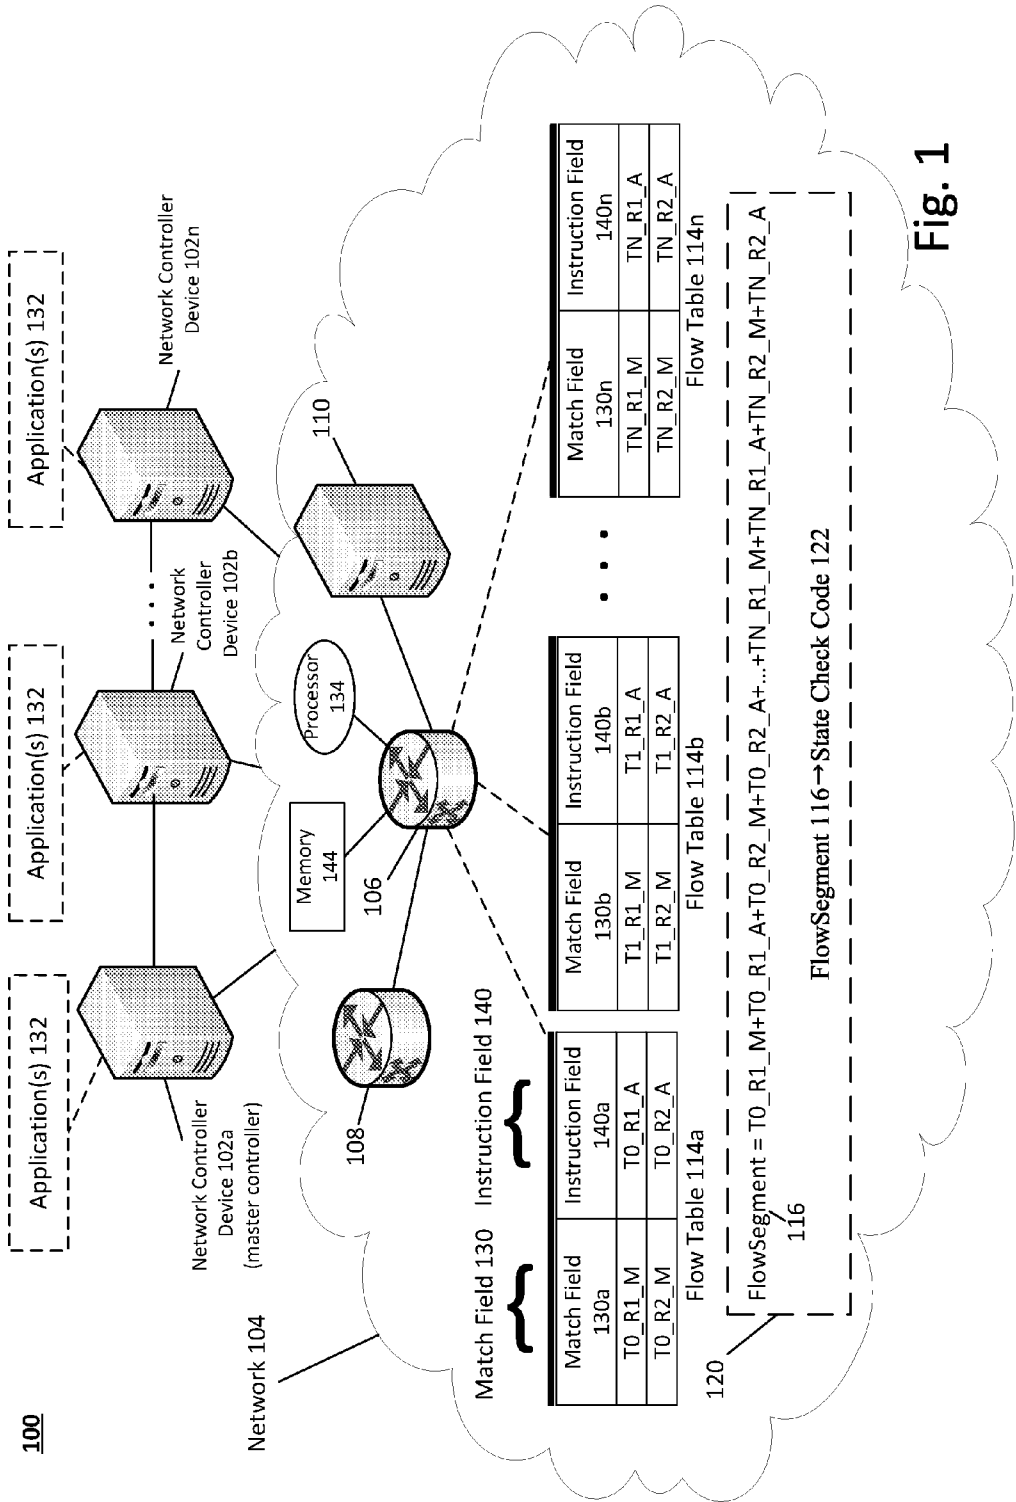 100
Application(s) 132
Application(s) 132
Application(s) 132
Network Controller
Device 102a
(master controller)
Network
Controller
Device 102b
. . .
Network Controller
Device 102n
Network 104
108
Memory
144
106
Processor
134
110
Match Field 130
{
Instruction Field 140
{
Match Field
130a
Instruction Field
140a
T0_R1_M
T0_R1_A
T0_R2_M
T0_R2_A
Flow Table 114a
Match Field
130b
Instruction Field
140b
T1_R1_M
T1_R1_A
T1_R2_M
T1_R2_A
Flow Table 114b
. . .
Match Field
130n
Instruction Field
140n
TN_R1_M
TN_R1_A
TN_R2_M
TN_R2_A
Flow Table 114n
120
FlowSegment = T0_R1_M+T0_R1_A+T0_R2_M+T0_R2_A+...+TN_R1_M+TN_R1_A+TN_R2_M+TN_R2_A
116
FlowSegment 116→State Check Code 122
Fig. 1